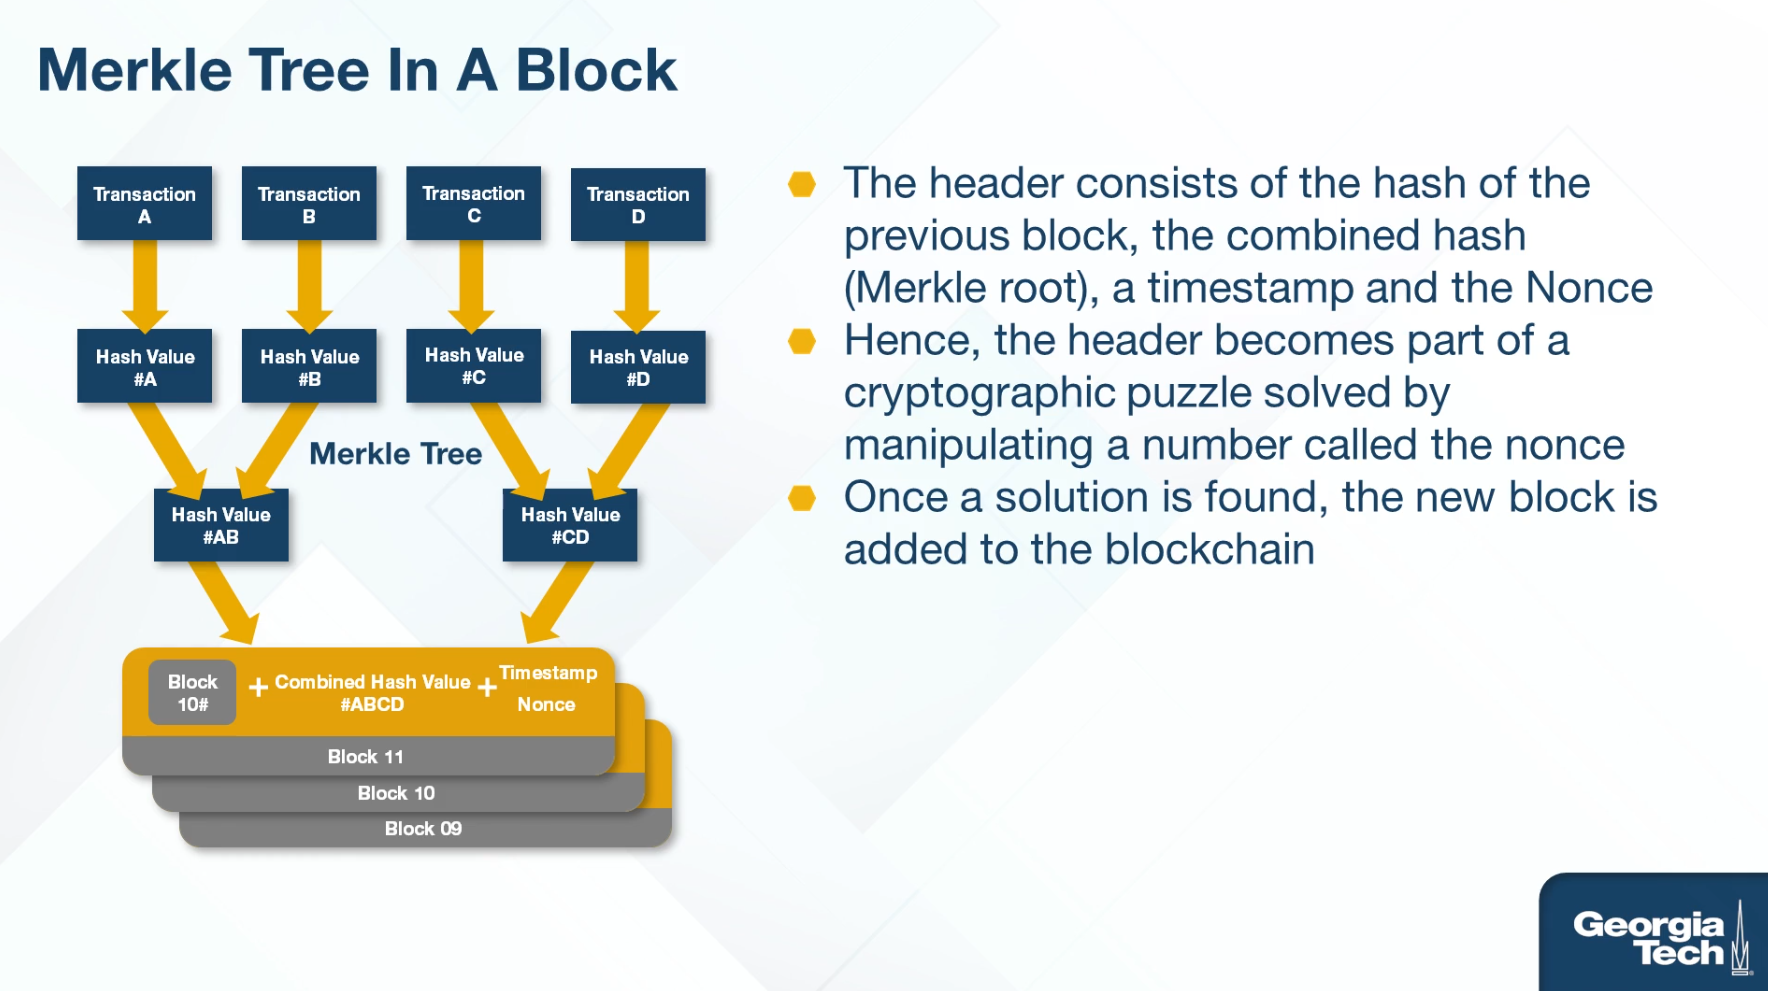 Merkle Tree In A Block
Transaction
A
Transaction
B
Transaction
C
Transaction
D
Hash Value
#A
Hash Value
#B
Hash Value
#C
Hash Value
#D
Merkle Tree
Hash Value
#AB
Hash Value
#CD
Block
10#
+
Combined Hash Value
#ABCD
+
Timestamp
Nonce
Block 11
Block 10
Block 09
The header consists of the hash of the
previous block, the combined hash
(Merkle root), a timestamp and the Nonce
Hence, the header becomes part of a
cryptographic puzzle solved by
manipulating a number called the nonce
Once a solution is found, the new block is
added to the blockchain
Georgia
Tech